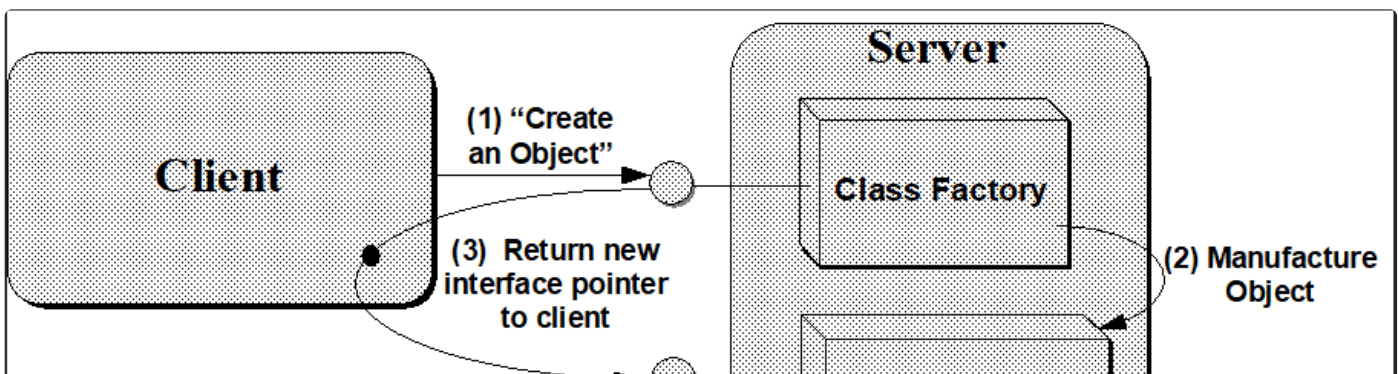 Server
(1) “Create
an Object”
Client
Class Factory
(3) Return new
interface pointer
to client
(2) Manufacture
Object